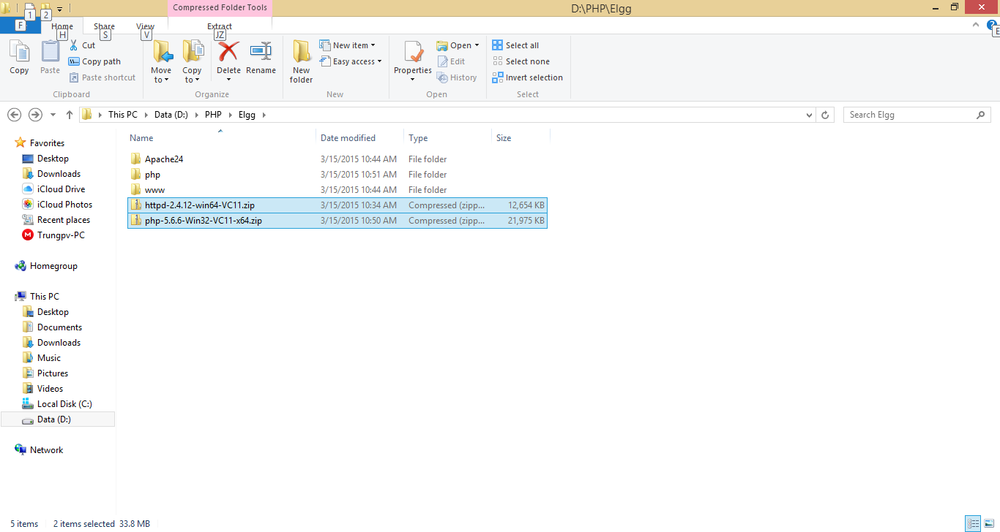 Compressed Folder Tools
D:\PHP\Elgg
1 2
F Home Share View Extract
H S V JZ E
Copy Paste Cut Copy path Paste shortcut
Clipboard
Move to Copy to Delete Rename
Organize
New folder New item Easy access
New
Properties Open Edit History
Open
Select all Select none Invert selection
Select
This PC Data (D:) PHP Elgg Search Elgg
Favorites
Desktop
Downloads
iCloud Drive
iCloud Photos
Recent places
M Trungpv-PC
Homegroup
This PC
Desktop
Documents
Downloads
Music
Pictures
Videos
Local Disk (C:)
Data (D:)
Network
Name Date modified Type Size
Apache24 3/15/2015 10:44 AM File folder
php 3/15/2015 10:51 AM File folder
www 3/15/2015 10:44 AM File folder
httpd-2.4.12-win64-VC11.zip 3/15/2015 10:34 AM Compressed (zipp... 12,654 KB
php-5.6.6-Win32-VC11-x64.zip 3/15/2015 10:50 AM Compressed (zipp... 21,975 KB
5 items 2 items selected 33.8 MB